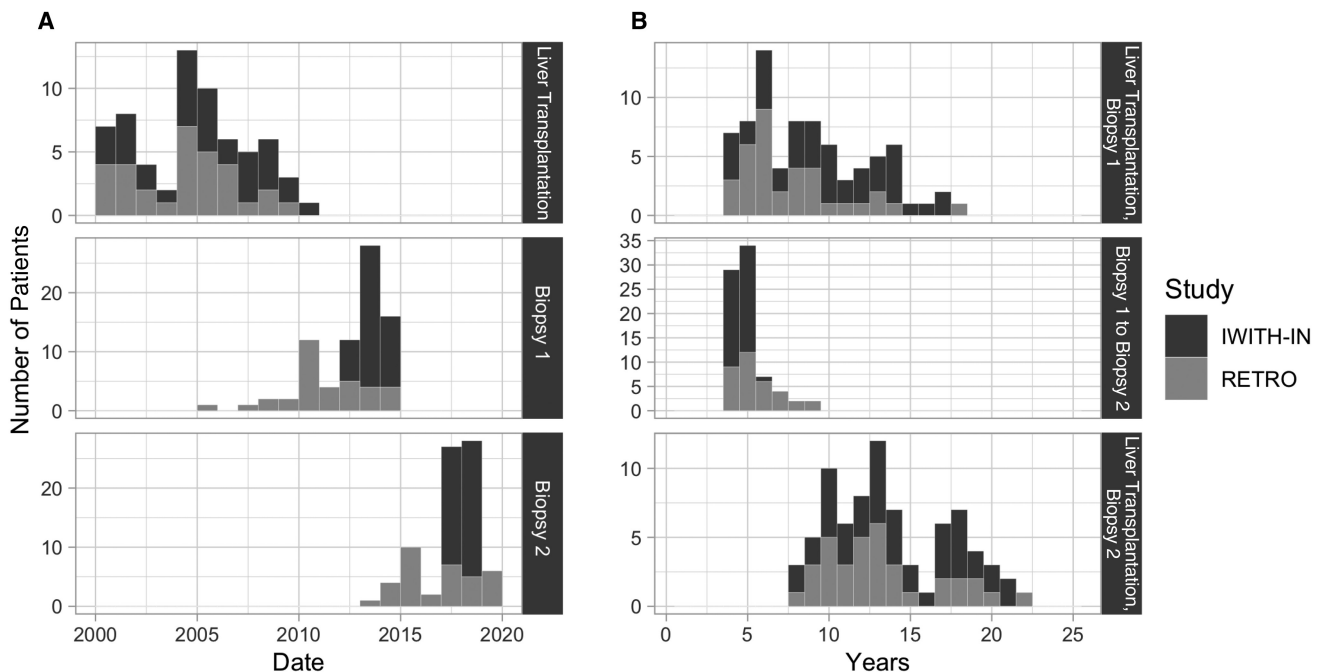 A
B
Number of Patients
10
5
0
Liver Transplantation
20
10
0
Biopsy 1
20
10
0
Biopsy 2
2000 2005 2010 2015 2020
Date
10
5
0
Liver Transplantation,
Biopsy 1
35
30
25
20
15
10
5
0
Biopsy 1 to Biopsy 2
10
5
0
Liver Transplantation,
Biopsy 2
0 5 10 15 20 25
Years
Study
IWITH-IN
RETRO